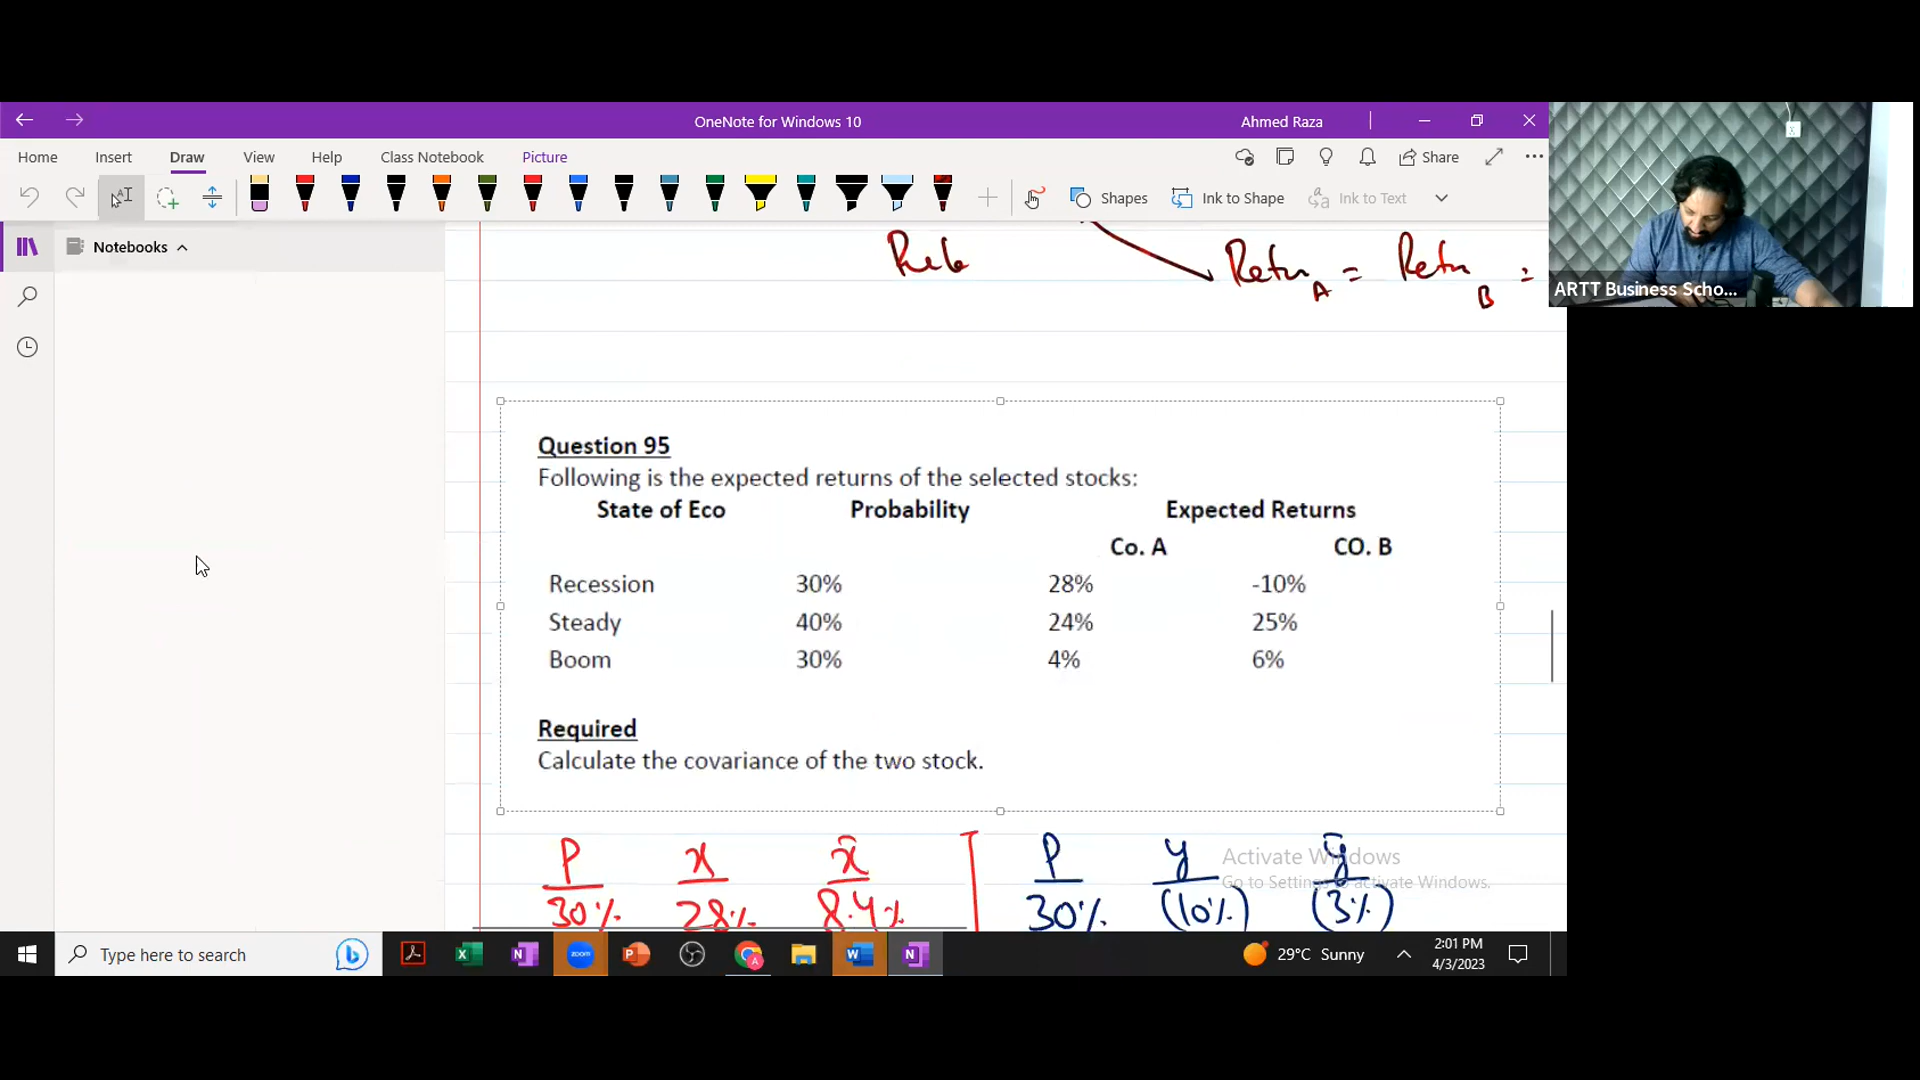 OneNote for Windows 10
Ahmed Raza
Home Insert Draw View Help Class Notebook Picture
Share
Shapes Ink to Shape Ink to Text
Notebooks
Retur A = Retur B =
ARTT Business Scho...
Question 95
Following is the expected returns of the selected stocks:
State of Eco Probability Expected Returns
Co. A CO. B
Recession 30% 28% -10%
Steady 40% 24% 25%
Boom 30% 4% 6%
Required
Calculate the covariance of the two stock.
P x x̄ P y ȳ
30% 28% 8.4% 30% (10%) (3%)
Activate Windows
Go to Settings to activate Windows.
Type here to search
zoom
29°C Sunny
2:01 PM
4/3/2023